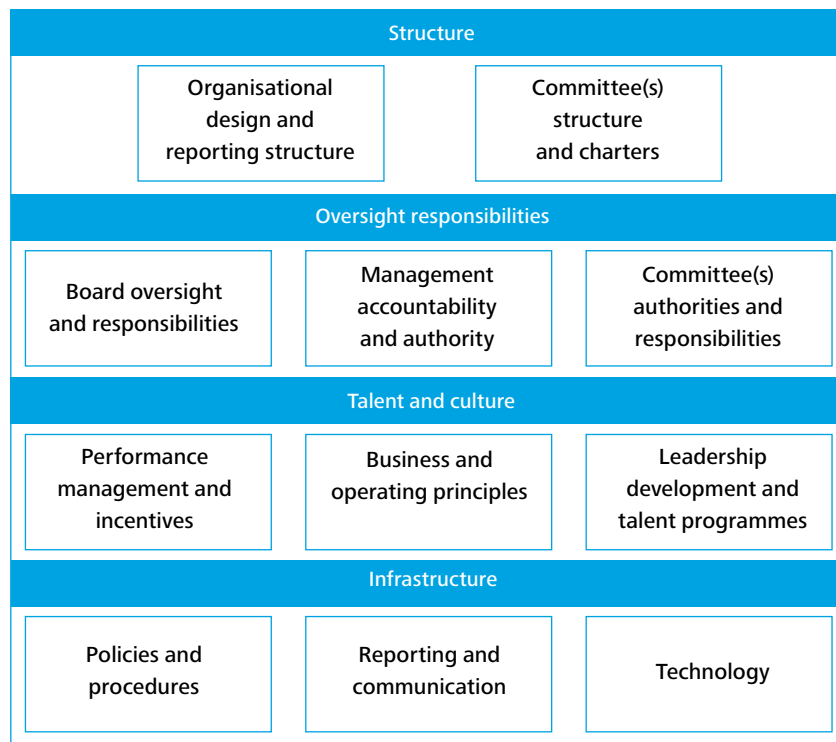 Structure
Organisational
design and
reporting structure
Committee(s)
structure
and charters
Oversight responsibilities
Board oversight
and responsibilities
Management
accountability
and authority
Committee(s)
authorities and
responsibilities
Talent and culture
Performance
management and
incentives
Business and
operating principles
Leadership
development and
talent programmes
Infrastructure
Policies and
procedures
Reporting and
communication
Technology